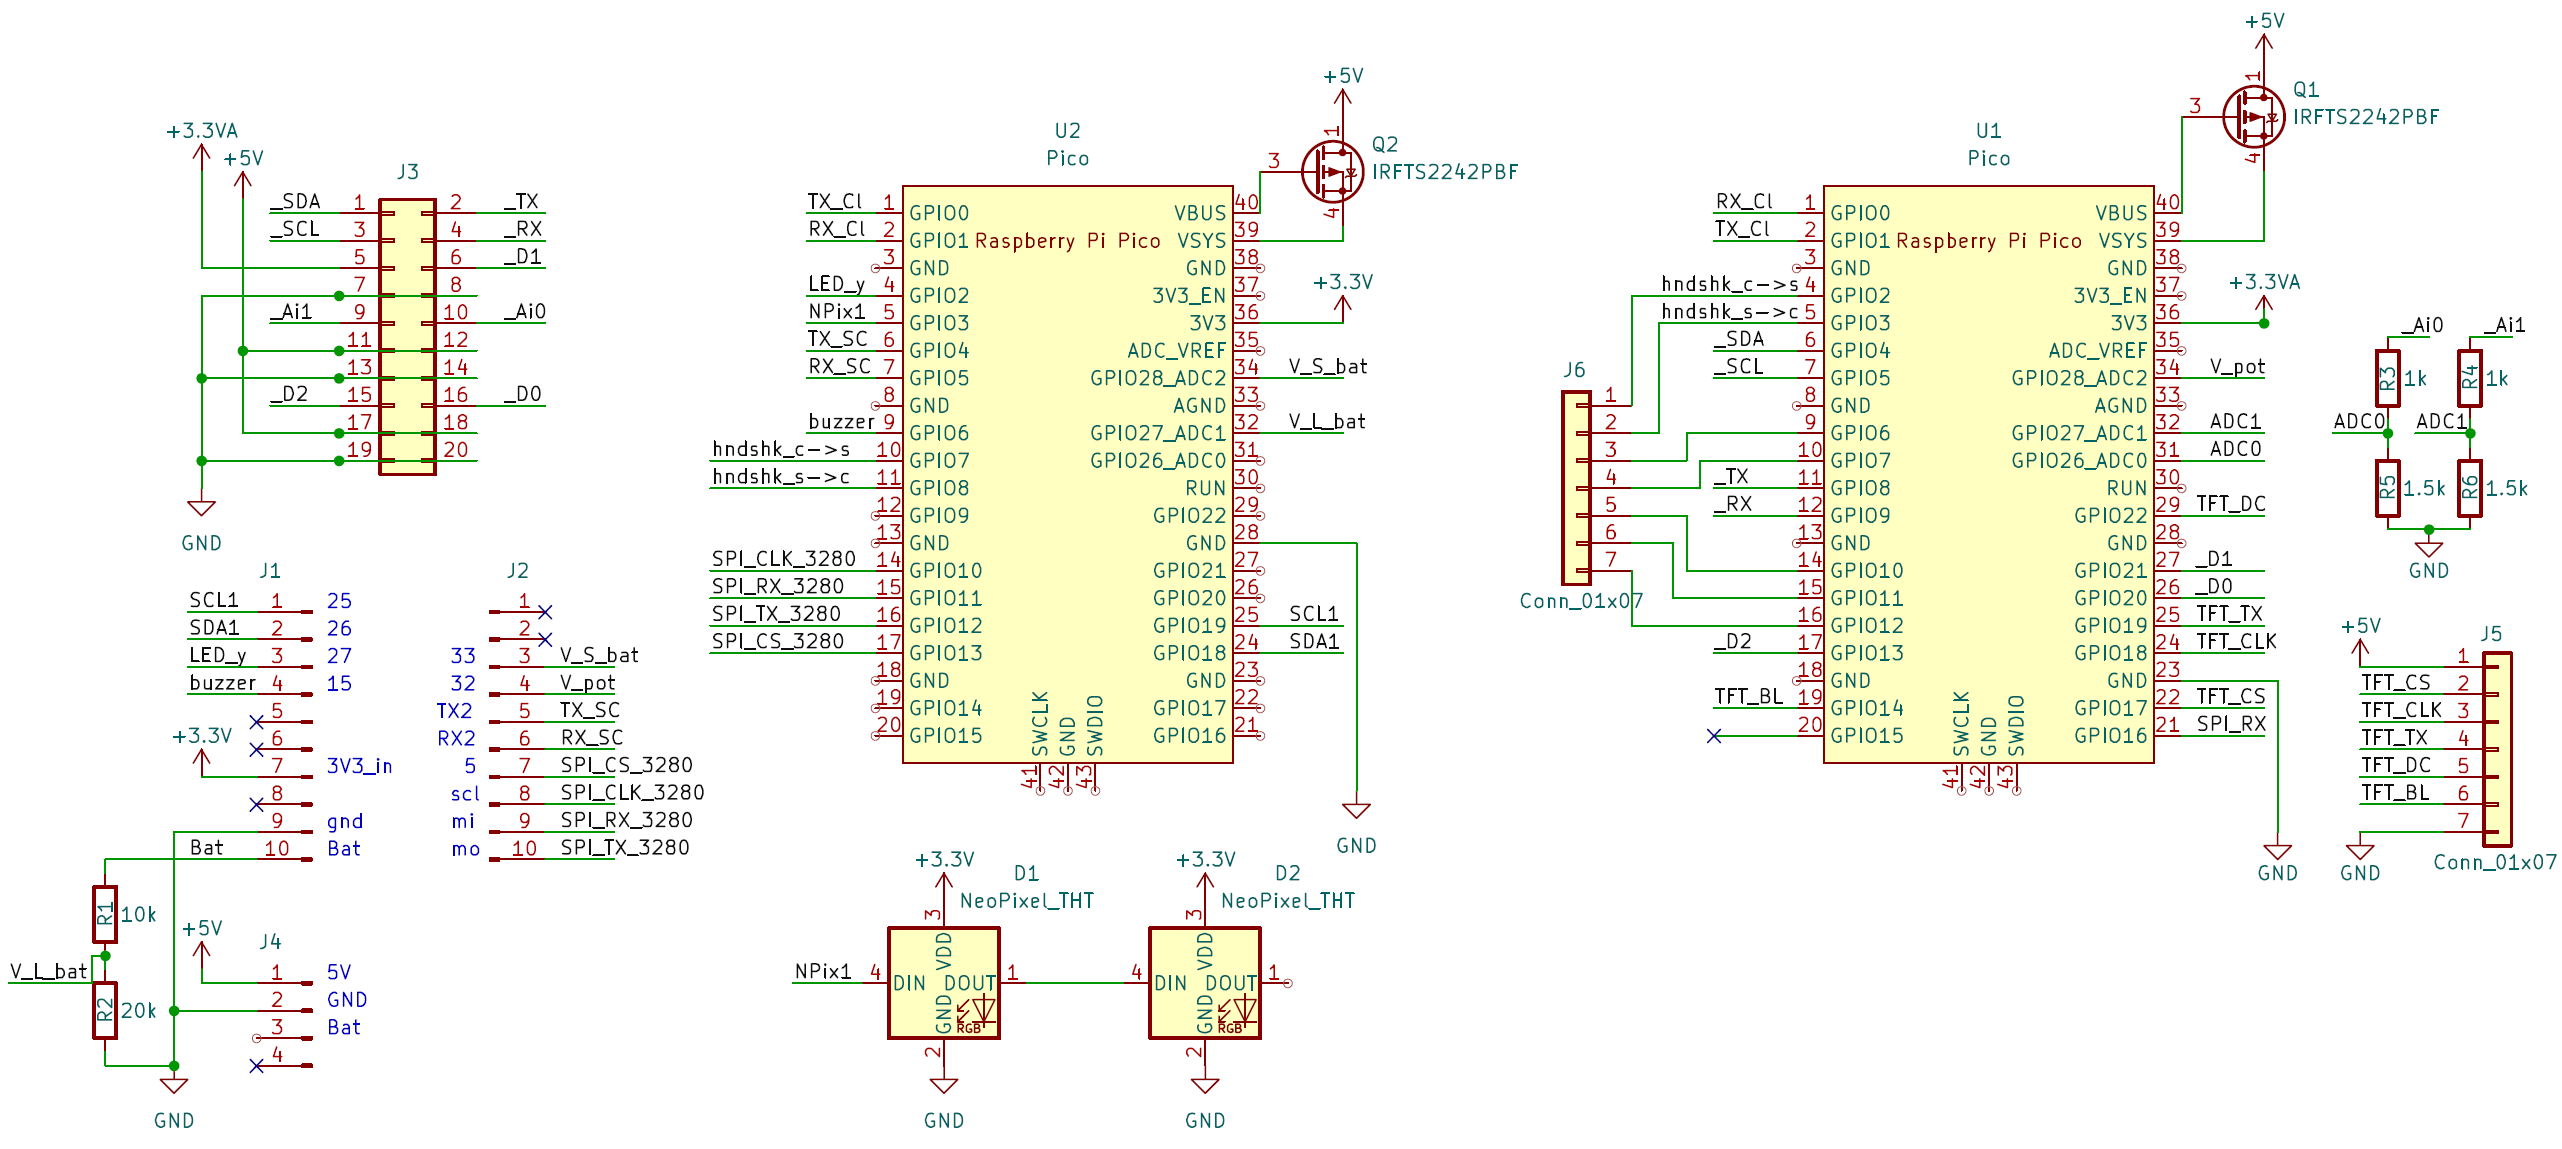 +3.3VA
+5V
J3
_SDA 1 2 _TX
_SCL 3 4 _RX
5 6 _D1
7 8
_Ai1 9 10 _Ai0
11 12
13 14
_D2 15 16 _D0
17 18
19 20
GND
J1
SCL1 1 25
SDA1 2 26
LED_y 3 27
buzzer 4 15
5
+3.3V
6
7 3V3_in
8
9 gnd
Bat 10 Bat
J2
1
2
33 3 V_S_bat
32 4 V_pot
TX2 5 TX_SC
RX2 6 RX_SC
5 7 SPI_CS_3280
scl 8 SPI_CLK_3280
mi 9 SPI_RX_3280
mo 10 SPI_TX_3280
R1 10k
V_L_bat
R2 20k
+5V
J4
1 5V
2 GND
3 Bat
4
GND
U2
Pico
Raspberry Pi Pico
TX_Cl 1 GPIO0
RX_Cl 2 GPIO1
3 GND
LED_y 4 GPIO2
NPix1 5 GPIO3
TX_SC 6 GPIO4
RX_SC 7 GPIO5
8 GND
buzzer 9 GPIO6
hndshk_c->s 10 GPIO7
hndshk_s->c 11 GPIO8
12 GPIO9
13 GND
SPI_CLK_3280 14 GPIO10
SPI_RX_3280 15 GPIO11
SPI_TX_3280 16 GPIO12
SPI_CS_3280 17 GPIO13
18 GND
19 GPIO14
20 GPIO15
SWCLK 41
GND 42
SWDIO 43
VBUS 40
VSYS 39
GND 38
3V3_EN 37
3V3 36 +3.3V
ADC_VREF 35
GPIO28_ADC2 34 V_S_bat
AGND 33
GPIO27_ADC1 32 V_L_bat
GPIO26_ADC0 31
RUN 30
GPIO22 29
GND 28
GPIO21 27
GPIO20 26
GPIO19 25 SCL1
GPIO18 24 SDA1
GND 23
GPIO17 22
GPIO16 21
GND
+5V
1
3
4
Q2
IRFTS2242PBF
+3.3V
D1
NeoPixel_THT
3
VDD
NPix1 4 DIN DOUT 1
GND
RGB
2
GND
+3.3V
D2
NeoPixel_THT
3
VDD
4 DIN DOUT 1
GND
RGB
2
GND
J6
1
2
3
4
5
6
7
Conn_01x07
U1
Pico
Raspberry Pi Pico
RX_Cl 1 GPIO0
TX_Cl 2 GPIO1
3 GND
hndshk_c->s 4 GPIO2
hndshk_s->c 5 GPIO3
_SDA 6 GPIO4
_SCL 7 GPIO5
8 GND
9 GPIO6
10 GPIO7
_TX 11 GPIO8
_RX 12 GPIO9
13 GND
14 GPIO10
15 GPIO11
16 GPIO12
_D2 17 GPIO13
18 GND
TFT_BL 19 GPIO14
20 GPIO15
SWCLK 41
GND 42
SWDIO 43
VBUS 40
VSYS 39
GND 38
3V3_EN 37
3V3 36 +3.3VA
ADC_VREF 35
GPIO28_ADC2 34 V_pot
AGND 33
GPIO27_ADC1 32 ADC1
GPIO26_ADC0 31 ADC0
RUN 30
GPIO22 29 TFT_DC
GND 28
GPIO21 27 _D1
GPIO20 26 _D0
GPIO19 25 TFT_TX
GPIO18 24 TFT_CLK
GND 23
GPIO17 22 TFT_CS
GPIO16 21 SPI_RX
GND
+5V
1
3
4
Q1
IRFTS2242PBF
_Ai0 _Ai1
R3 1k R4 1k
ADC0 ADC1
R5 1.5k R6 1.5k
GND
+5V
J5
1
TFT_CS 2
TFT_CLK 3
TFT_TX 4
TFT_DC 5
TFT_BL 6
7
GND
Conn_01x07